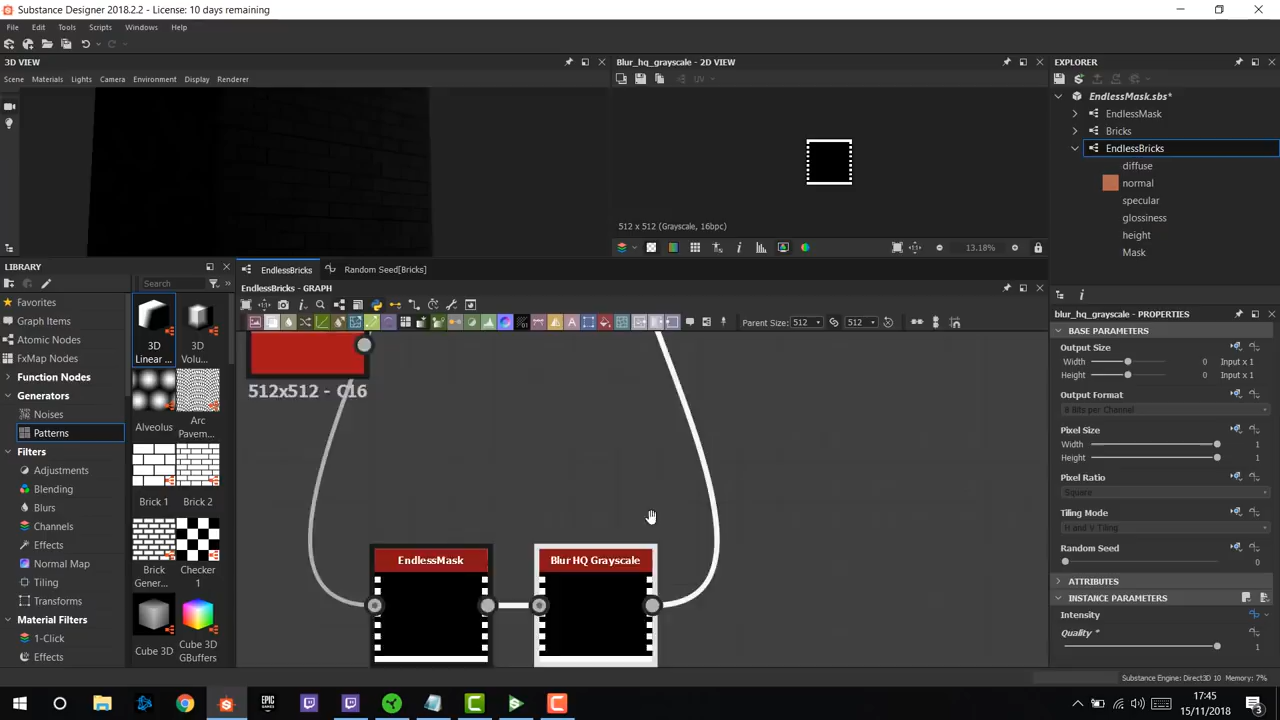 Substance Designer 2018.2.2 - License: 10 days remaining
File Edit Tools Scripts Windows Help
3D VIEW
Scene Materials Lights Camera Environment Display Renderer
Blur_hq_grayscale - 2D VIEW
UV
512 x 512 (Grayscale, 16bpc)
13.18%
EXPLORER
EndlessMask.sbs*
EndlessMask
Bricks
EndlessBricks
diffuse
normal
specular
glossiness
height
Mask
LIBRARY
Search
Favorites
Graph Items
Atomic Nodes
FxMap Nodes
Function Nodes
Generators
Noises
Patterns
Filters
Adjustments
Blending
Blurs
Channels
Effects
Normal Map
Tiling
Transforms
Material Filters
1-Click
Effects
3D Linear ...
3D Volu...
Alveolus
Arc Pavem...
Brick 1
Brick 2
Brick Gener...
Checker 1
Cube 3D
Cube 3D GBuffers
EndlessBricks
Random Seed[Bricks]
EndlessBricks - GRAPH
Parent Size: 512 512
512x512 - C16
EndlessMask
Blur HQ Grayscale
blur_hq_grayscale - PROPERTIES
BASE PARAMETERS
Output Size
Width 0 Input x 1
Height 0 Input x 1
Output Format
8 Bits per Channel
Pixel Size
Width 1
Height 1
Pixel Ratio
Square
Tiling Mode
H and V Tiling
Random Seed
0
ATTRIBUTES
INSTANCE PARAMETERS
Intensity
Quality *
1
Substance Engine: Direct3D 10 Memory: 7%
17:45
15/11/2018
3